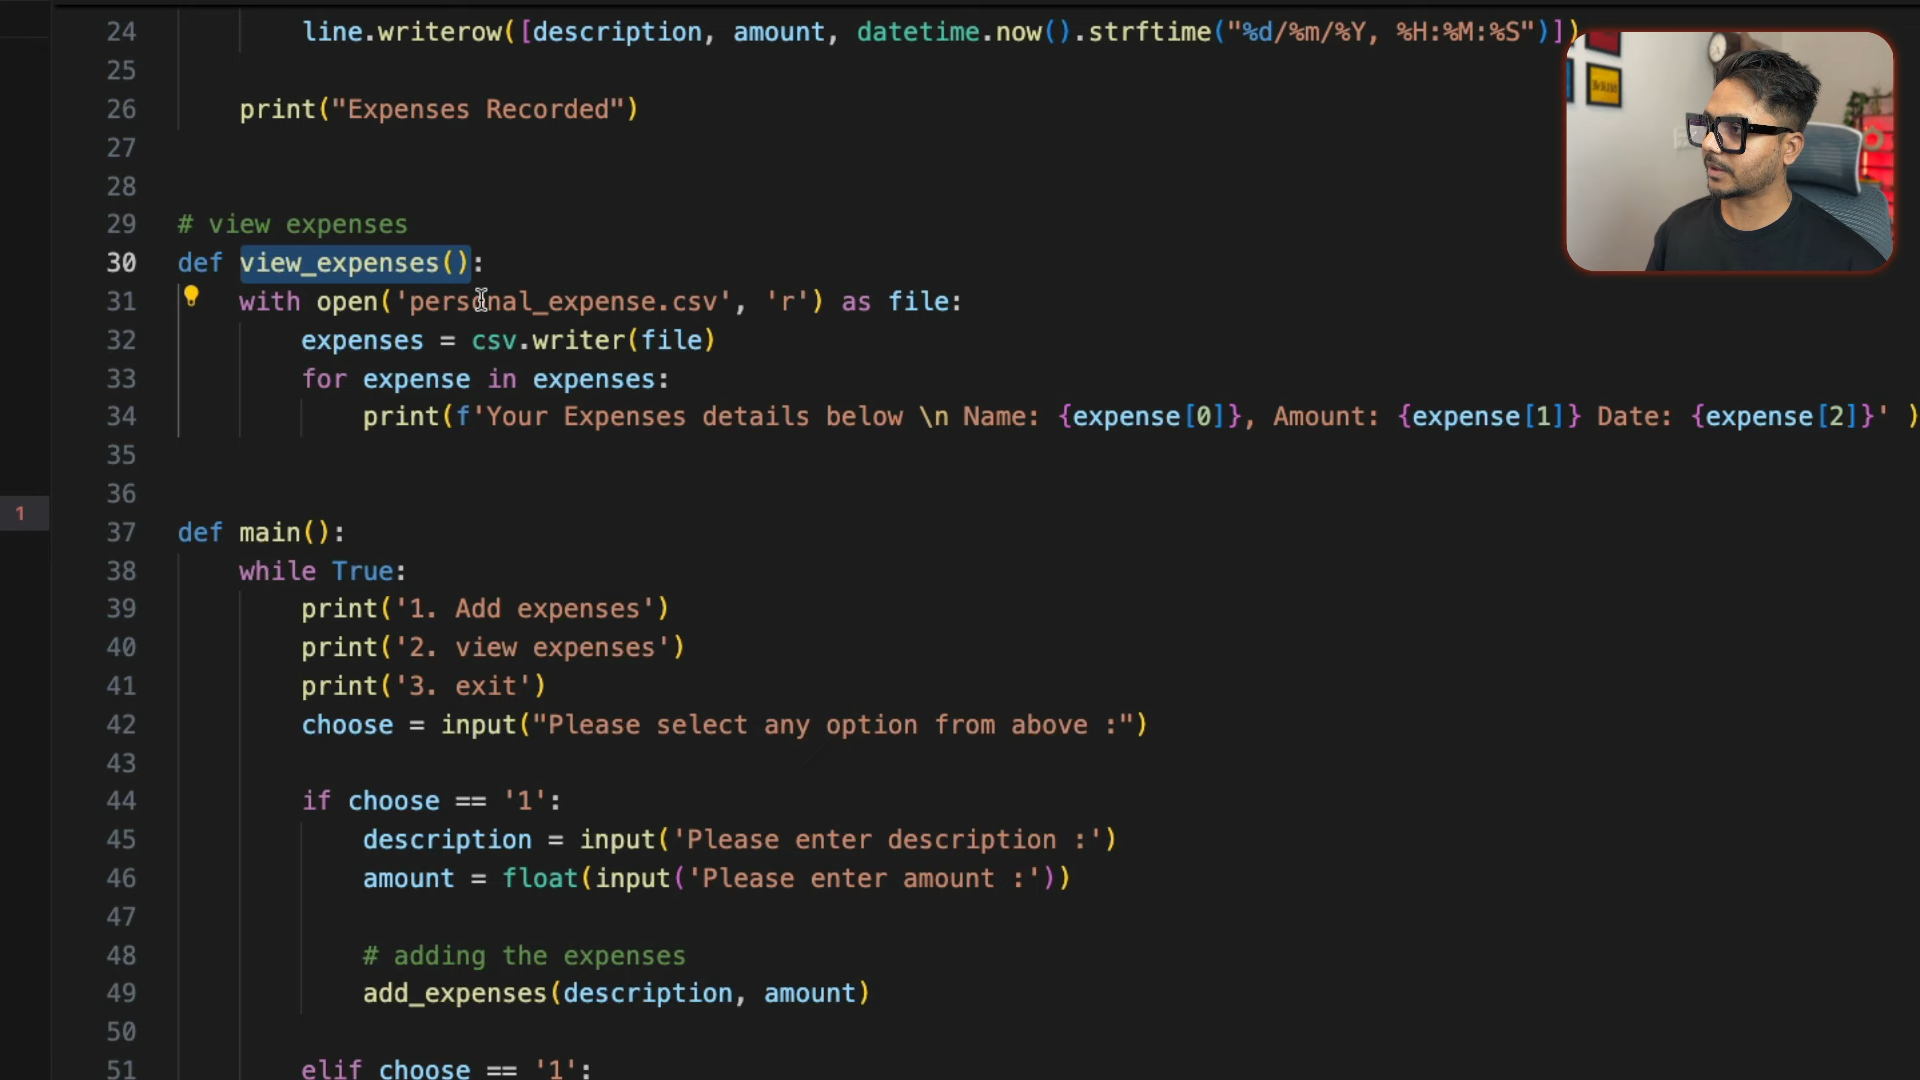 24 line.writerow([description, amount, datetime.now().strftime("%d/%m/%Y, %H:%M:%S")])
25
26 print("Expenses Recorded")
27
28
29 # view expenses
30 def view_expenses():
31 with open('personal_expense.csv', 'r') as file:
32 expenses = csv.writer(file)
33 for expense in expenses:
34 print(f'Your Expenses details below \n Name: {expense[0]}, Amount: {expense[1]} Date: {expense[2]}' )
35
36
1
37 def main():
38 while True:
39 print('1. Add expenses')
40 print('2. view expenses')
41 print('3. exit')
42 choose = input("Please select any option from above :")
43
44 if choose == '1':
45 description = input('Please enter description :')
46 amount = float(input('Please enter amount :'))
47
48 # adding the expenses
49 add_expenses(description, amount)
50
51 elif choose == '1':